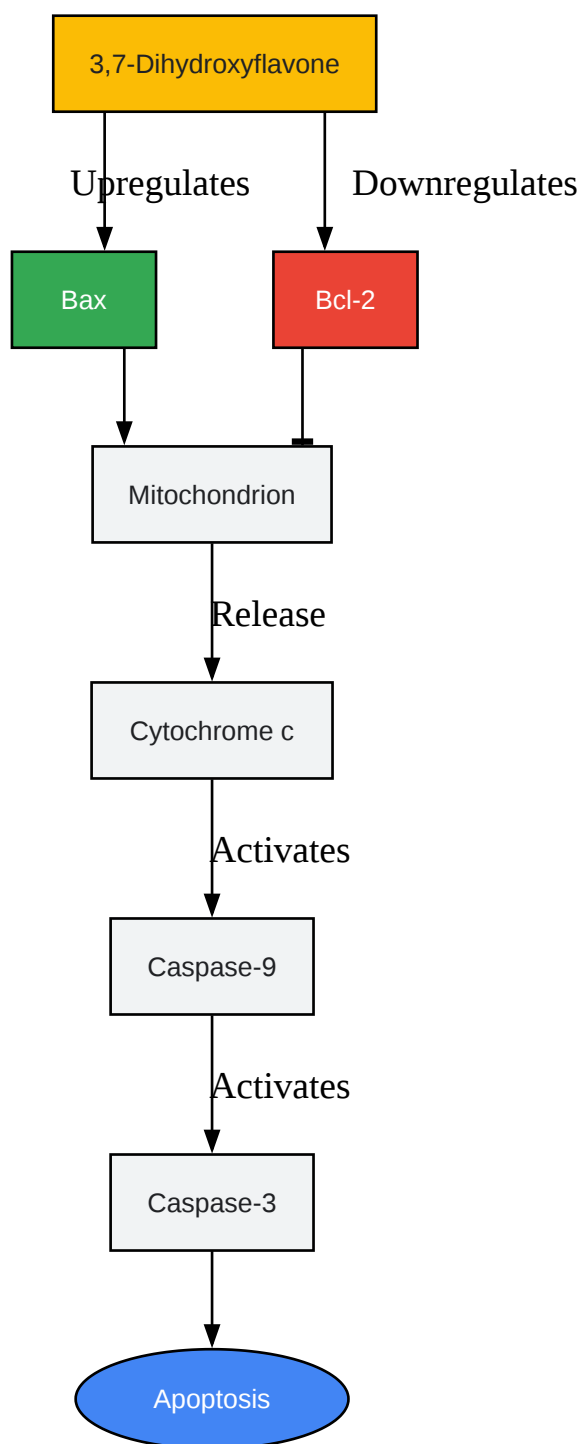 3,7-Dihydroxyflavone
Upregulates
Downregulates
Bax
Bcl-2
Mitochondrion
Release
Cytochrome c
Activates
Caspase-9
Activates
Caspase-3
Apoptosis